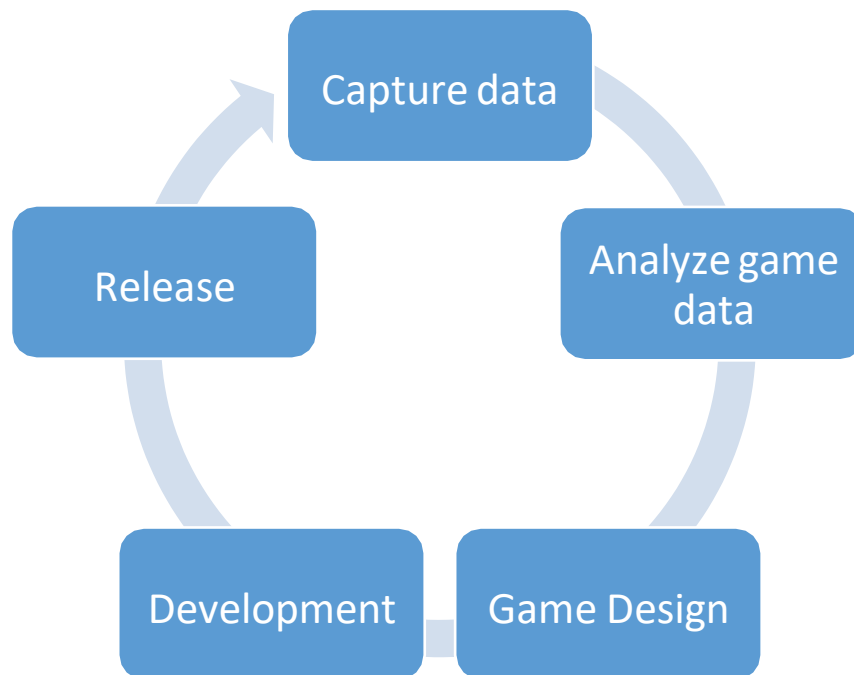 Capture data
Analyze game
data
Game Design
Development
Release